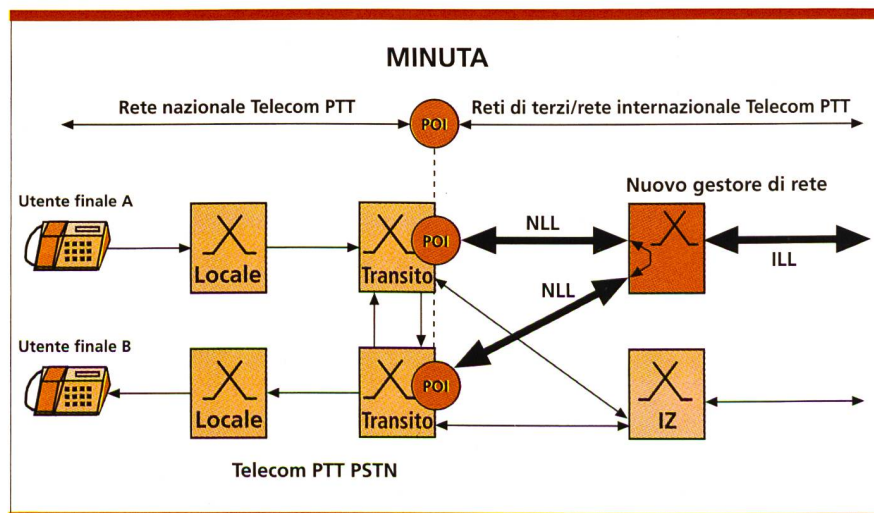 MINUTA
Rete nazionale Telecom PTT
POI
Reti di terzi/rete internazionale Telecom PTT
Nuovo gestore di rete
Utente finale A
Locale
Transito
POI
NLL
ILL
NLL
Utente finale B
Locale
Transito
POI
IZ
Telecom PTT PSTN